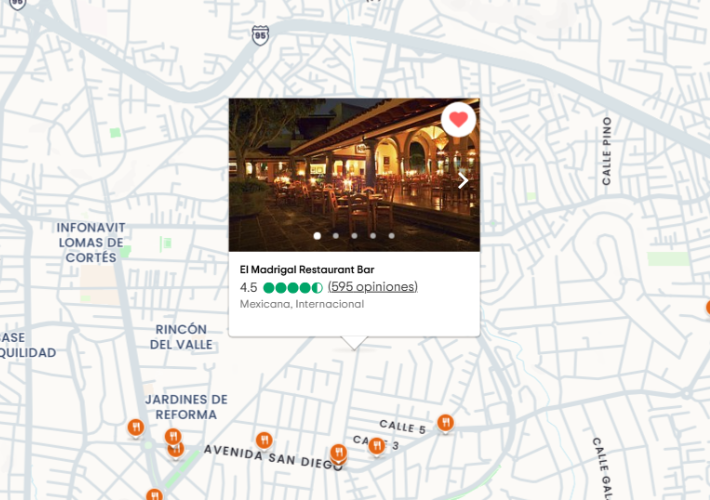 95
95
CALLE PINO
INFONAVIT
LOMAS DE
CORTÉS
El Madrigal Restaurant Bar
4.5 (595 opiniones)
Mexicana, Internacional
RINCÓN
DEL VALLE
ASE
QUILIDAD
JARDINES DE
REFORMA
CALLE 5
CALLE 3
AVENIDA SAN DIEGO
CALLE GAL